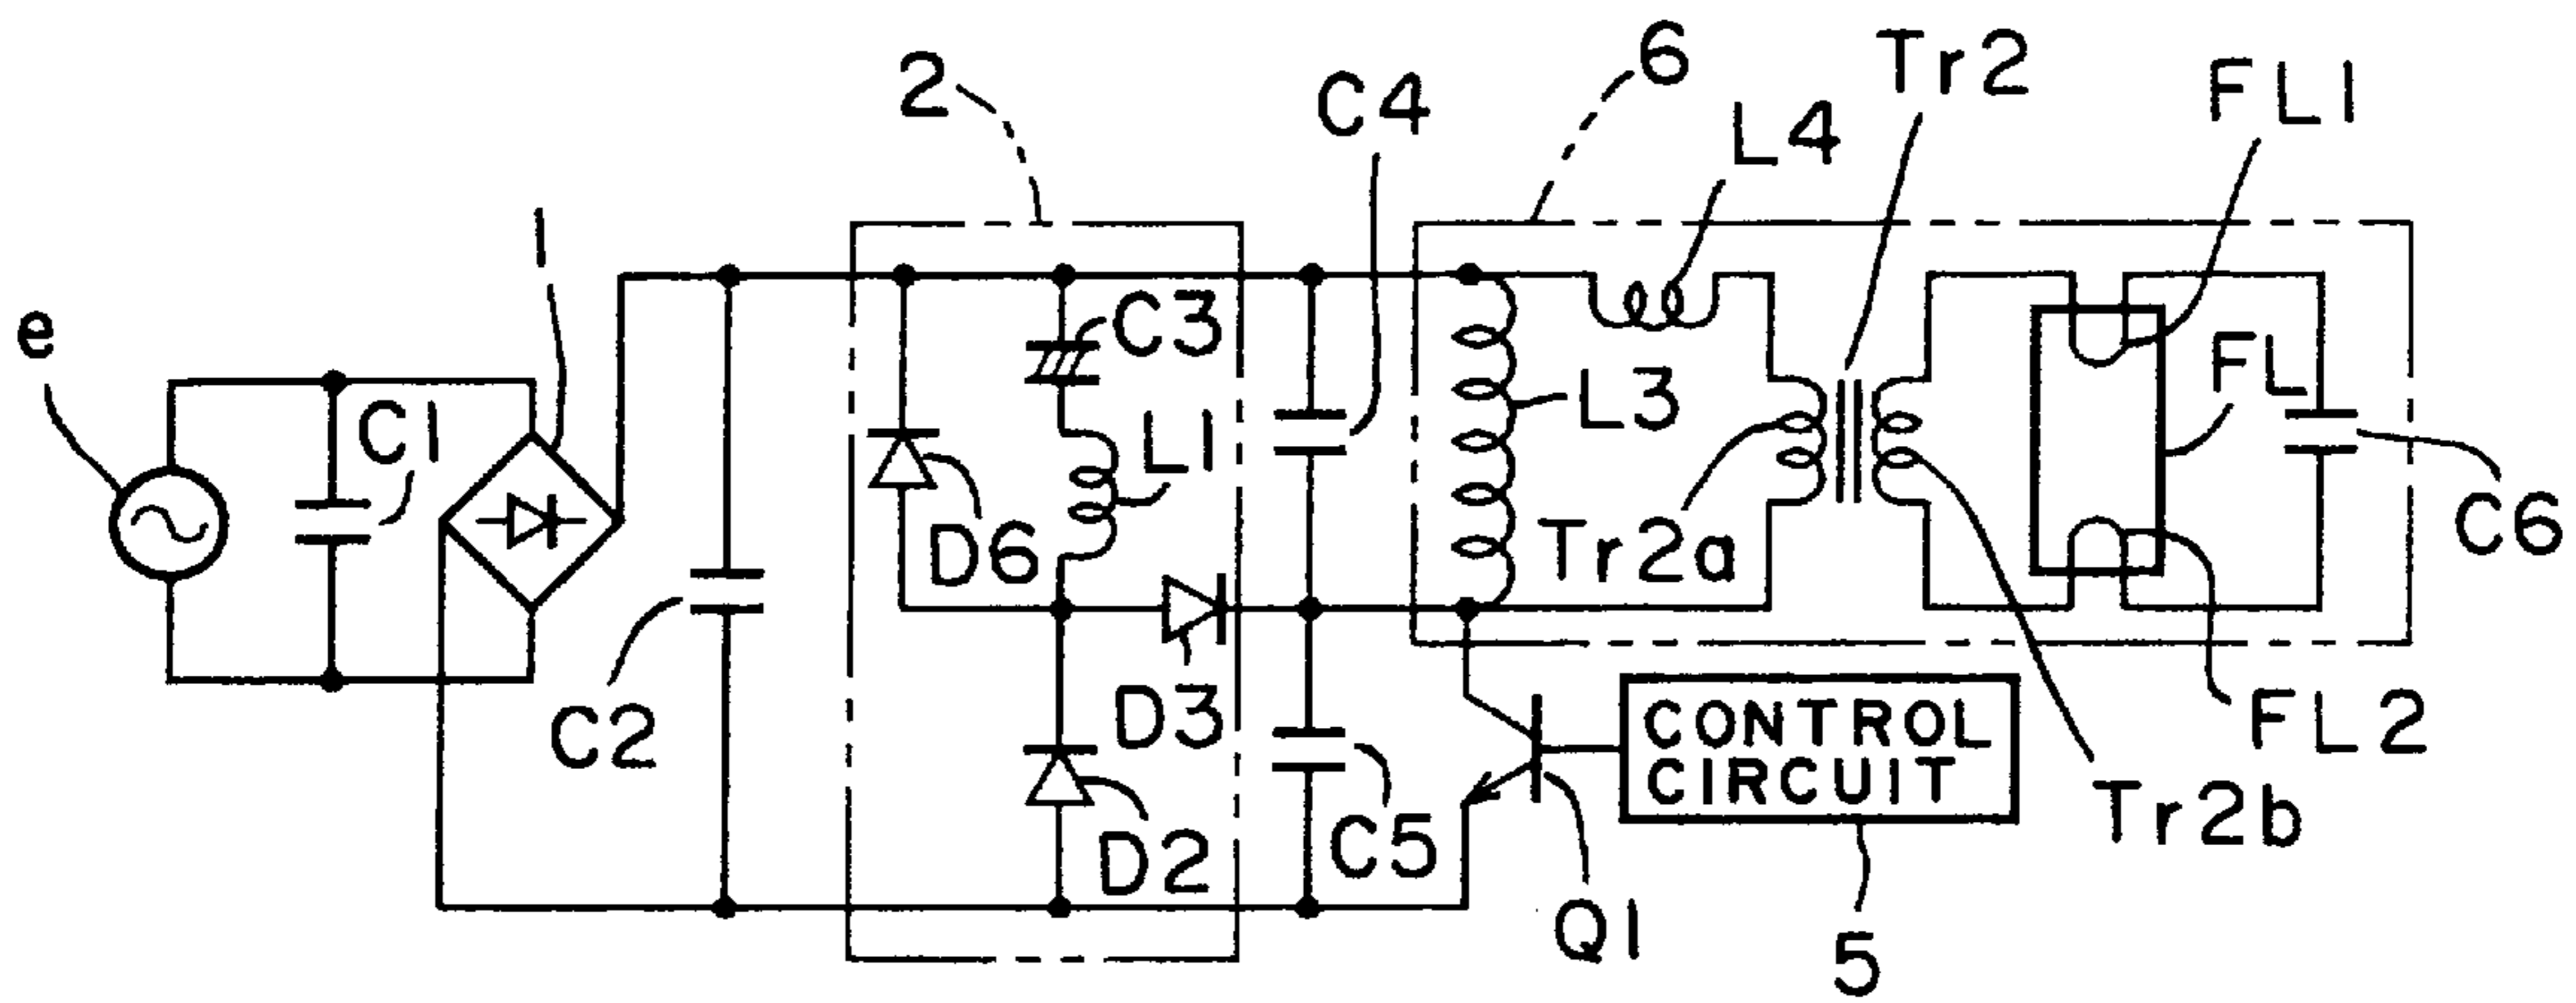 6
Tr2
2
C4
FL1
L4
1
e
C3
C1
L1
L3
FL
D6
Tr2a
C6
C2
D3
FL2
CONTROL
CIRCUIT
D2
C5
Tr2b
Q1
5